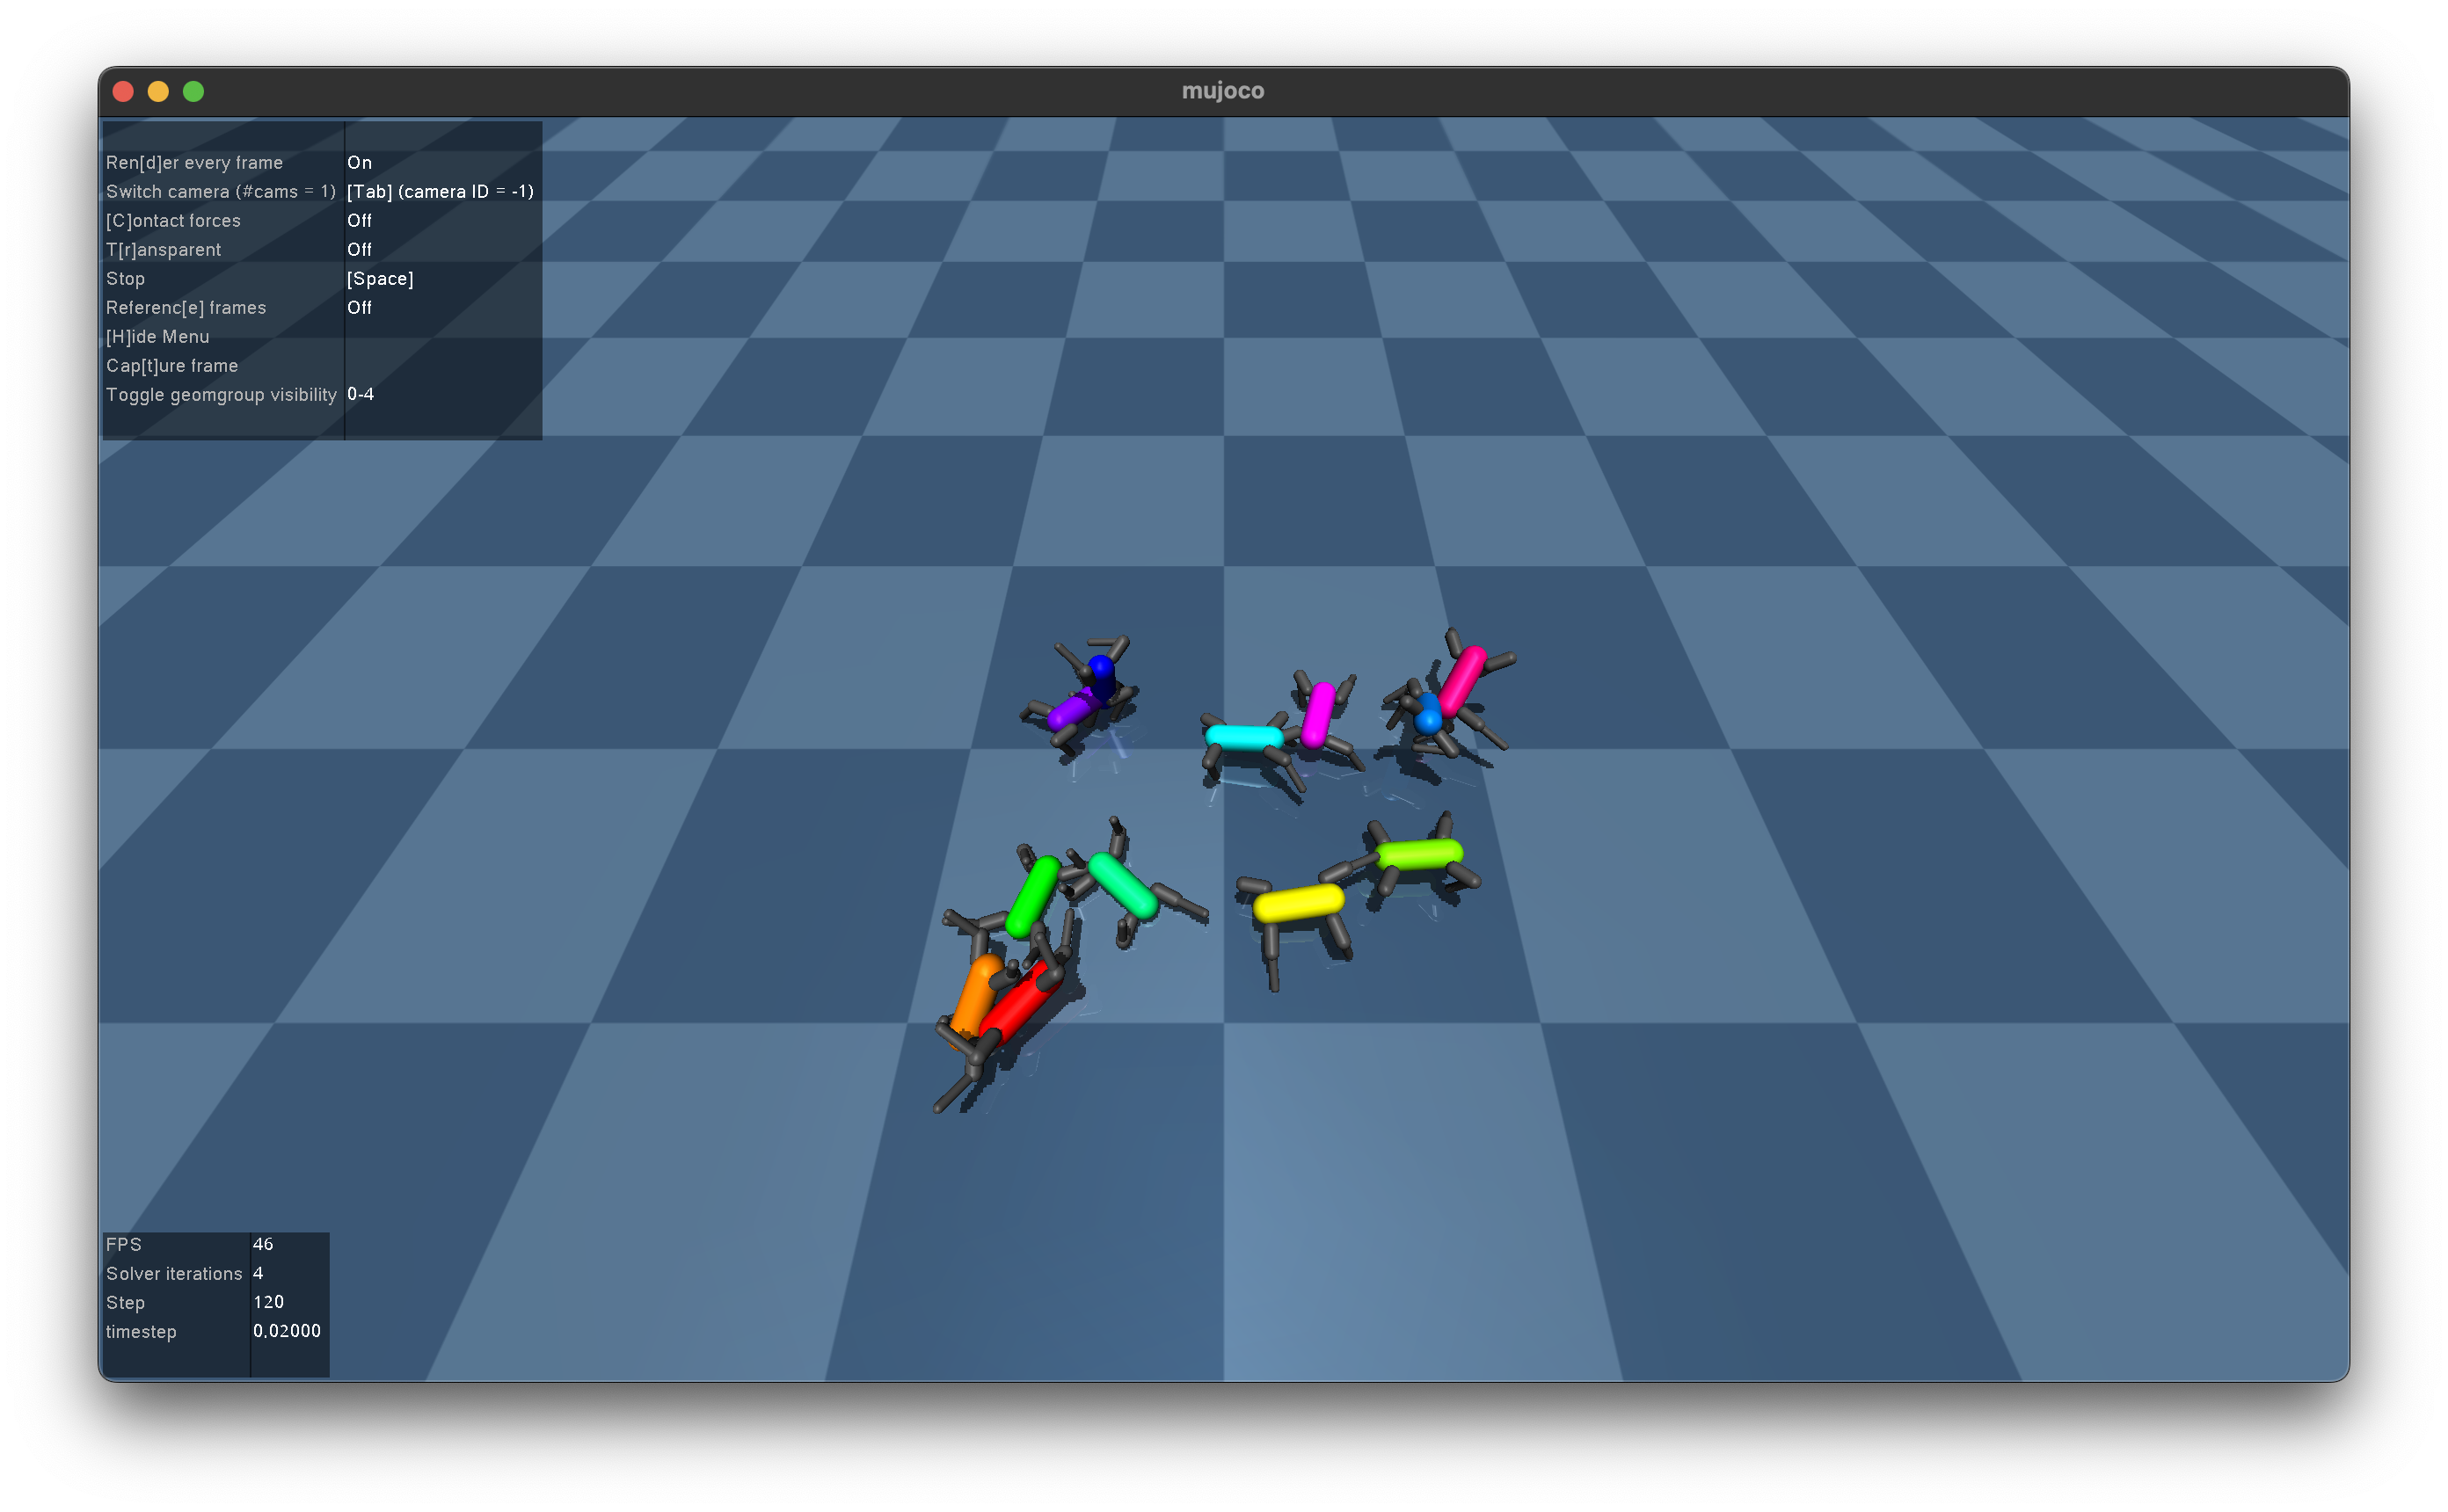 mujoco
Ren[d]er every frame On
Switch camera (#cams = 1) [Tab] (camera ID = -1)
[C]ontact forces Off
T[r]ansparent Off
Stop [Space]
Referenc[e] frames Off
[H]ide Menu
Cap[t]ure frame
Toggle geomgroup visibility 0-4
FPS 46
Solver iterations 4
Step 120
timestep 0.02000